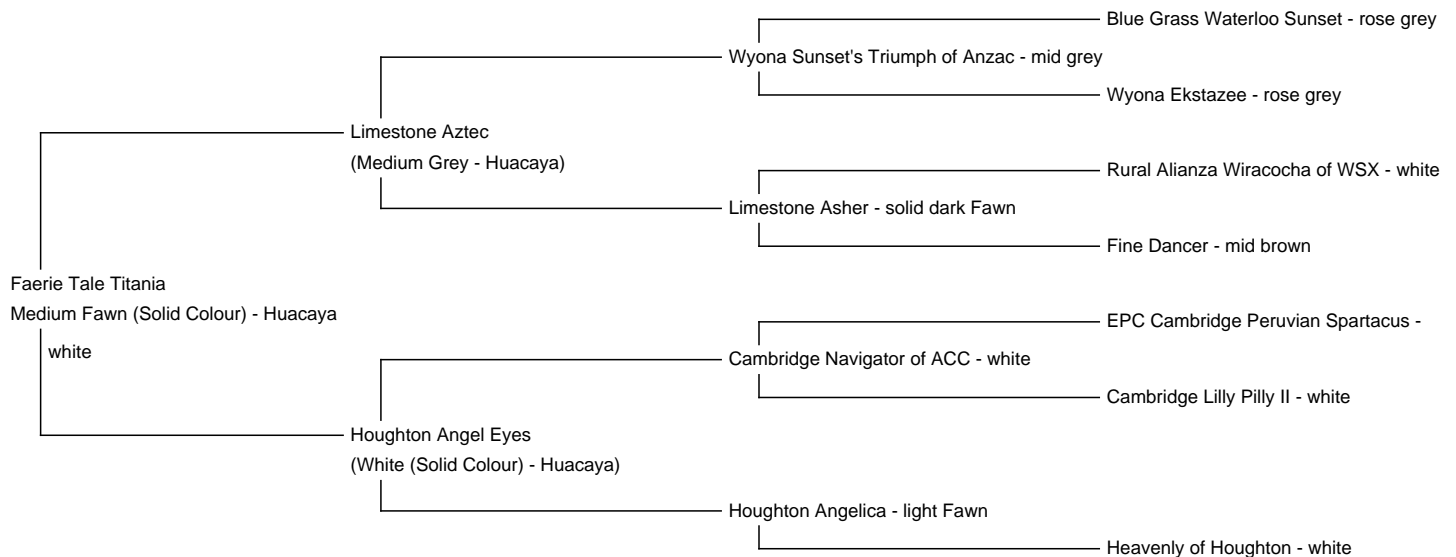 Blue Grass Waterloo Sunset - rose grey
Wyona Sunset's Triumph of Anzac - mid grey
Wyona Ekstazee - rose grey
Limestone Aztec
(Medium Grey - Huacaya)
Rural Alianza Wiracocha of WSX - white
Limestone Asher - solid dark Fawn
Fine Dancer - mid brown
Faerie Tale Titania
Medium Fawn (Solid Colour) - Huacaya
white
EPC Cambridge Peruvian Spartacus -
Cambridge Navigator of ACC - white
Cambridge Lilly Pilly II - white
Houghton Angel Eyes
(White (Solid Colour) - Huacaya)
Houghton Angelica - light Fawn
Heavenly of Houghton - white